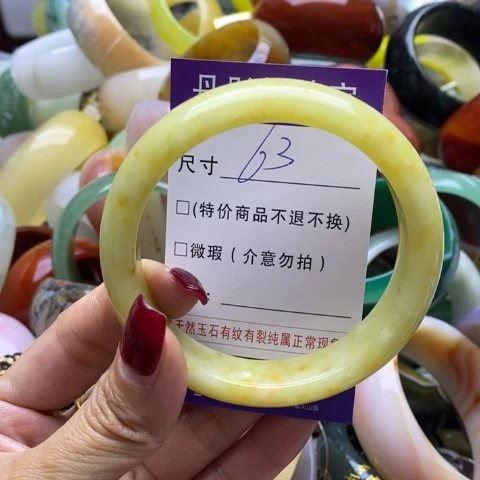 尺寸 63
□(特价商品不退不换)
□微瑕(介意勿拍)
:
天然玉石有纹有裂纯属正常现象